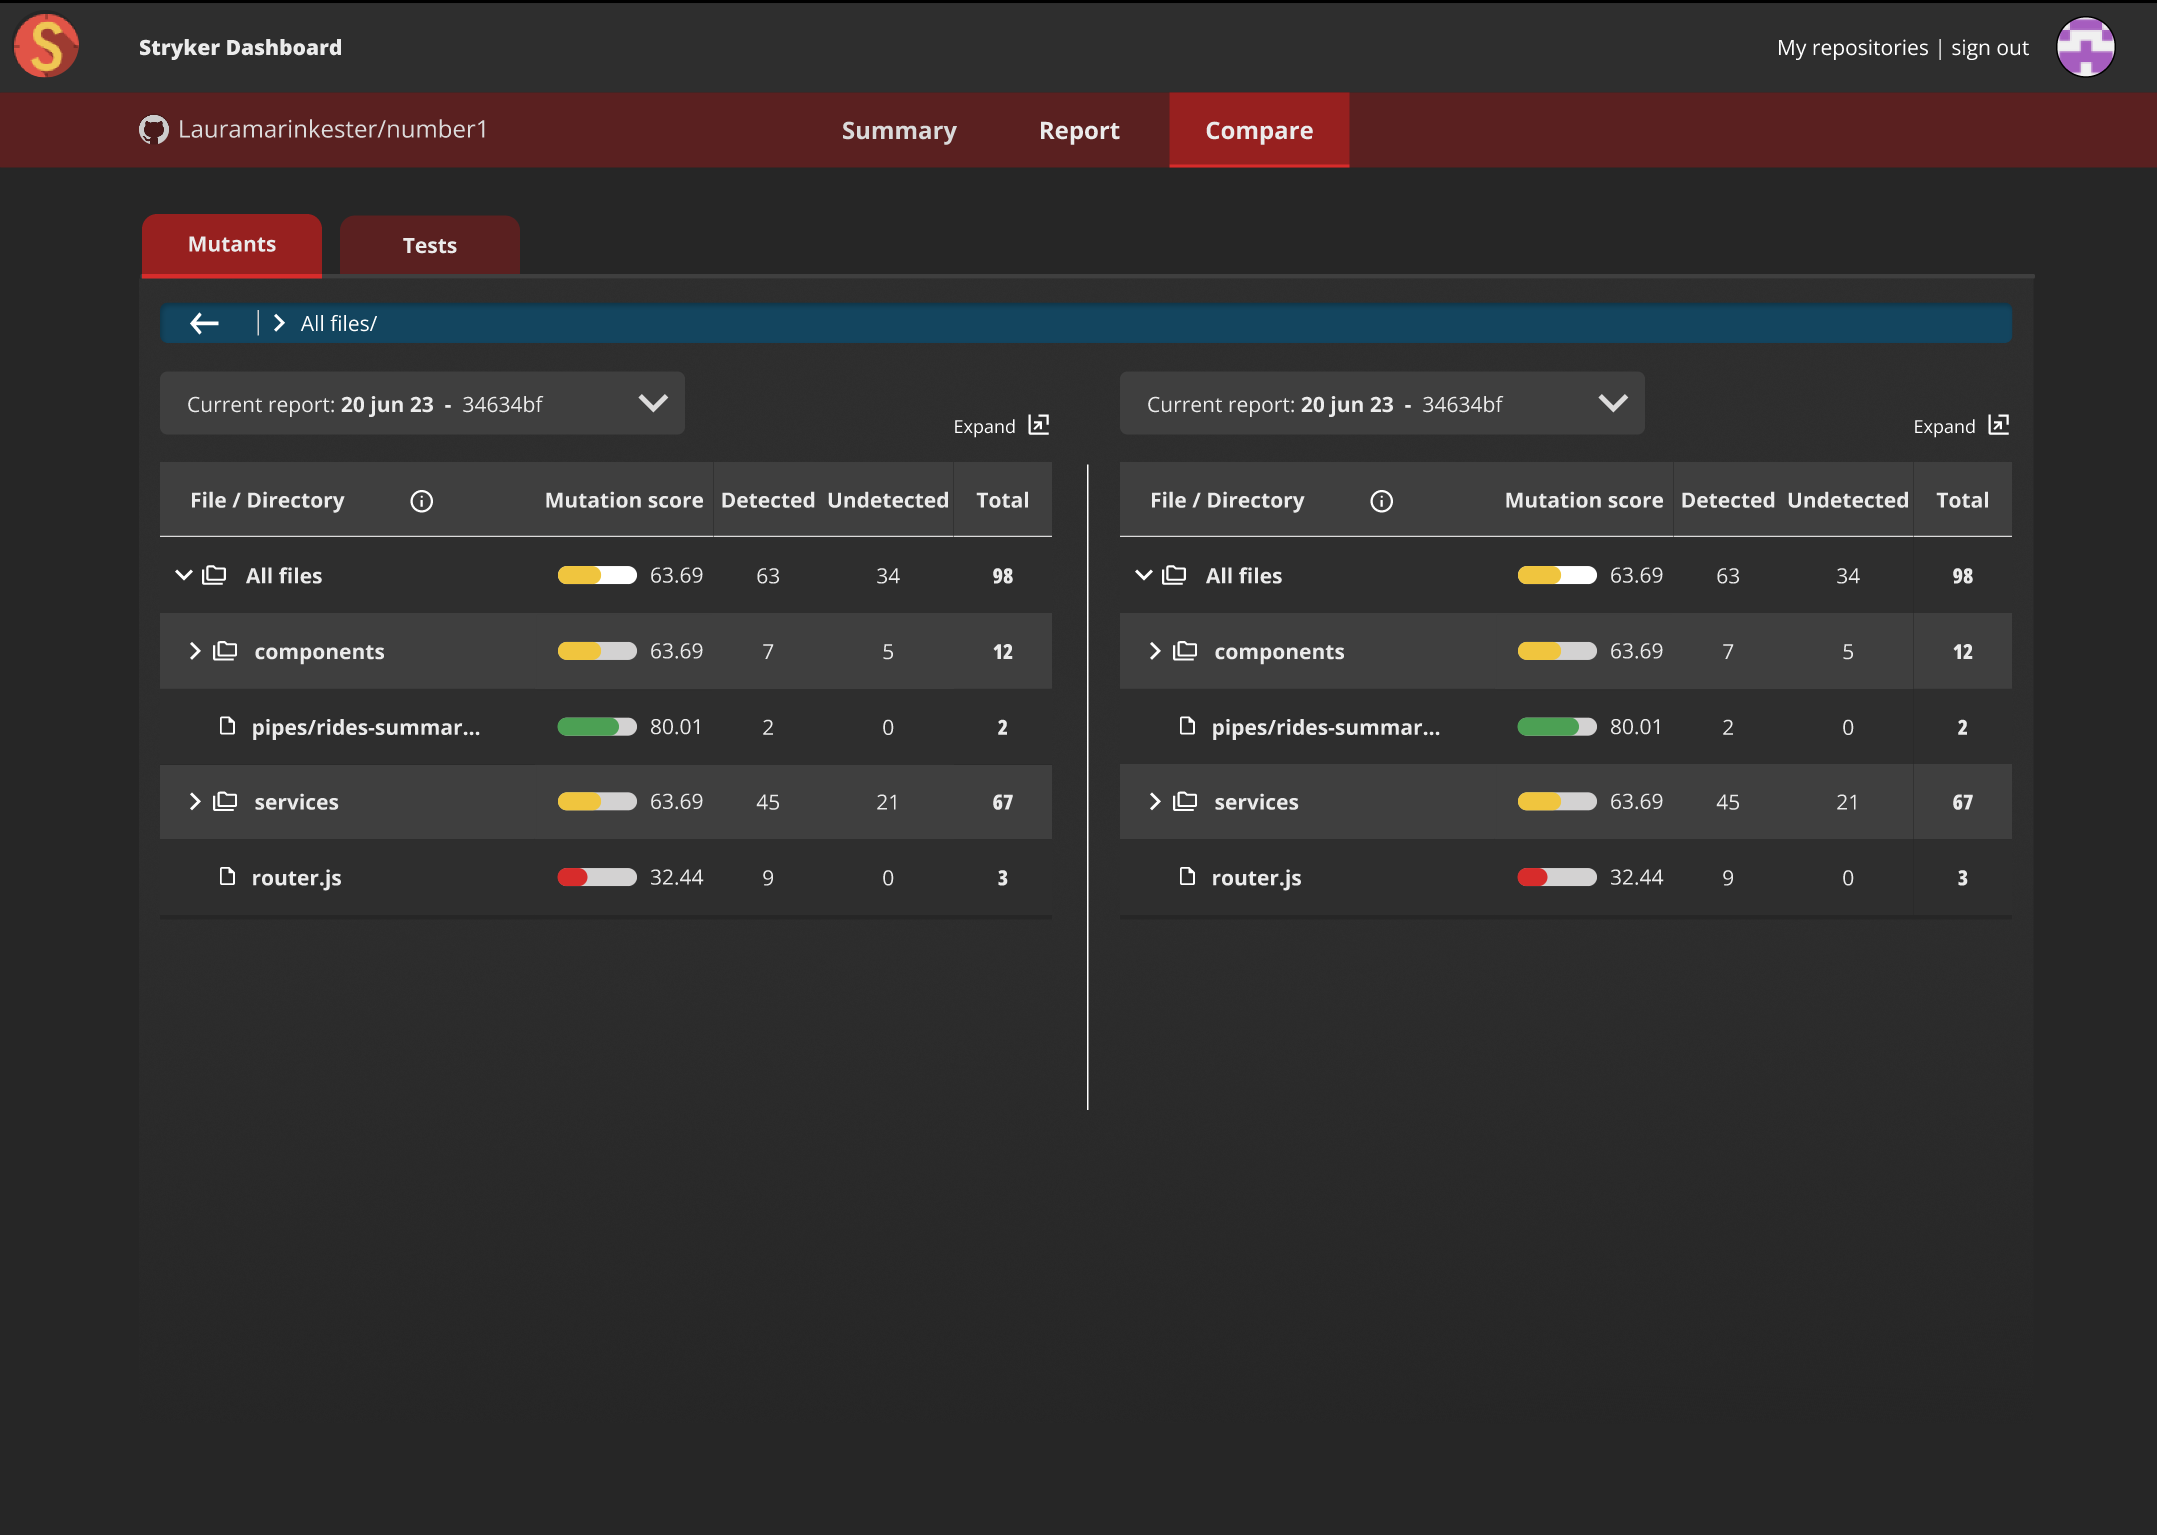 S
Stryker Dashboard
My repositories | sign out
Lauramarinkester/number1
Summary
Report
Compare
Mutants
Tests
All files/
Current report: 20 jun 23 - 34634bf
Expand
File / Directory Mutation score Detected Undetected Total
All files 63.69 63 34 98
components 63.69 7 5 12
pipes/rides-summar... 80.01 2 0 2
services 63.69 45 21 67
router.js 32.44 9 0 3
Current report: 20 jun 23 - 34634bf
Expand
File / Directory Mutation score Detected Undetected Total
All files 63.69 63 34 98
components 63.69 7 5 12
pipes/rides-summar... 80.01 2 0 2
services 63.69 45 21 67
router.js 32.44 9 0 3